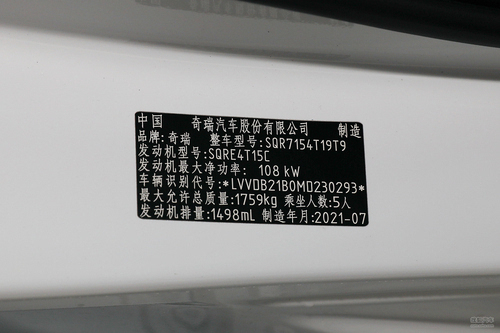 中国 奇瑞汽车股份有限公司 制造
品牌:奇瑞 整车型号:SQR7154T19T9
发动机型号:SQRE4T15C
发动机最大净功率: 108 kW
车辆识别代号:*LVVDB21B0MD230293*
最大允许总质量:1759kg 乘坐人数:5人
发动机排量:1498mL 制造年月:2021-07